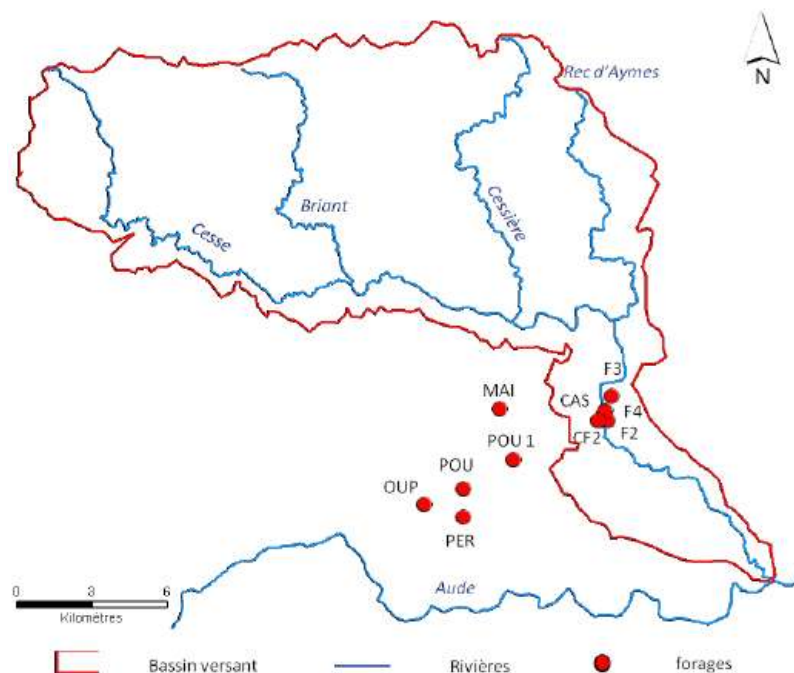 Rec d'Aymes
N
Cessière
Briant
Cesse
F3
MAI
CAS
F4
CF2
F2
POU 1
POU
OUP
PER
0 3 6
Kilomètres
Aude
Bassin versant
Rivières
forages